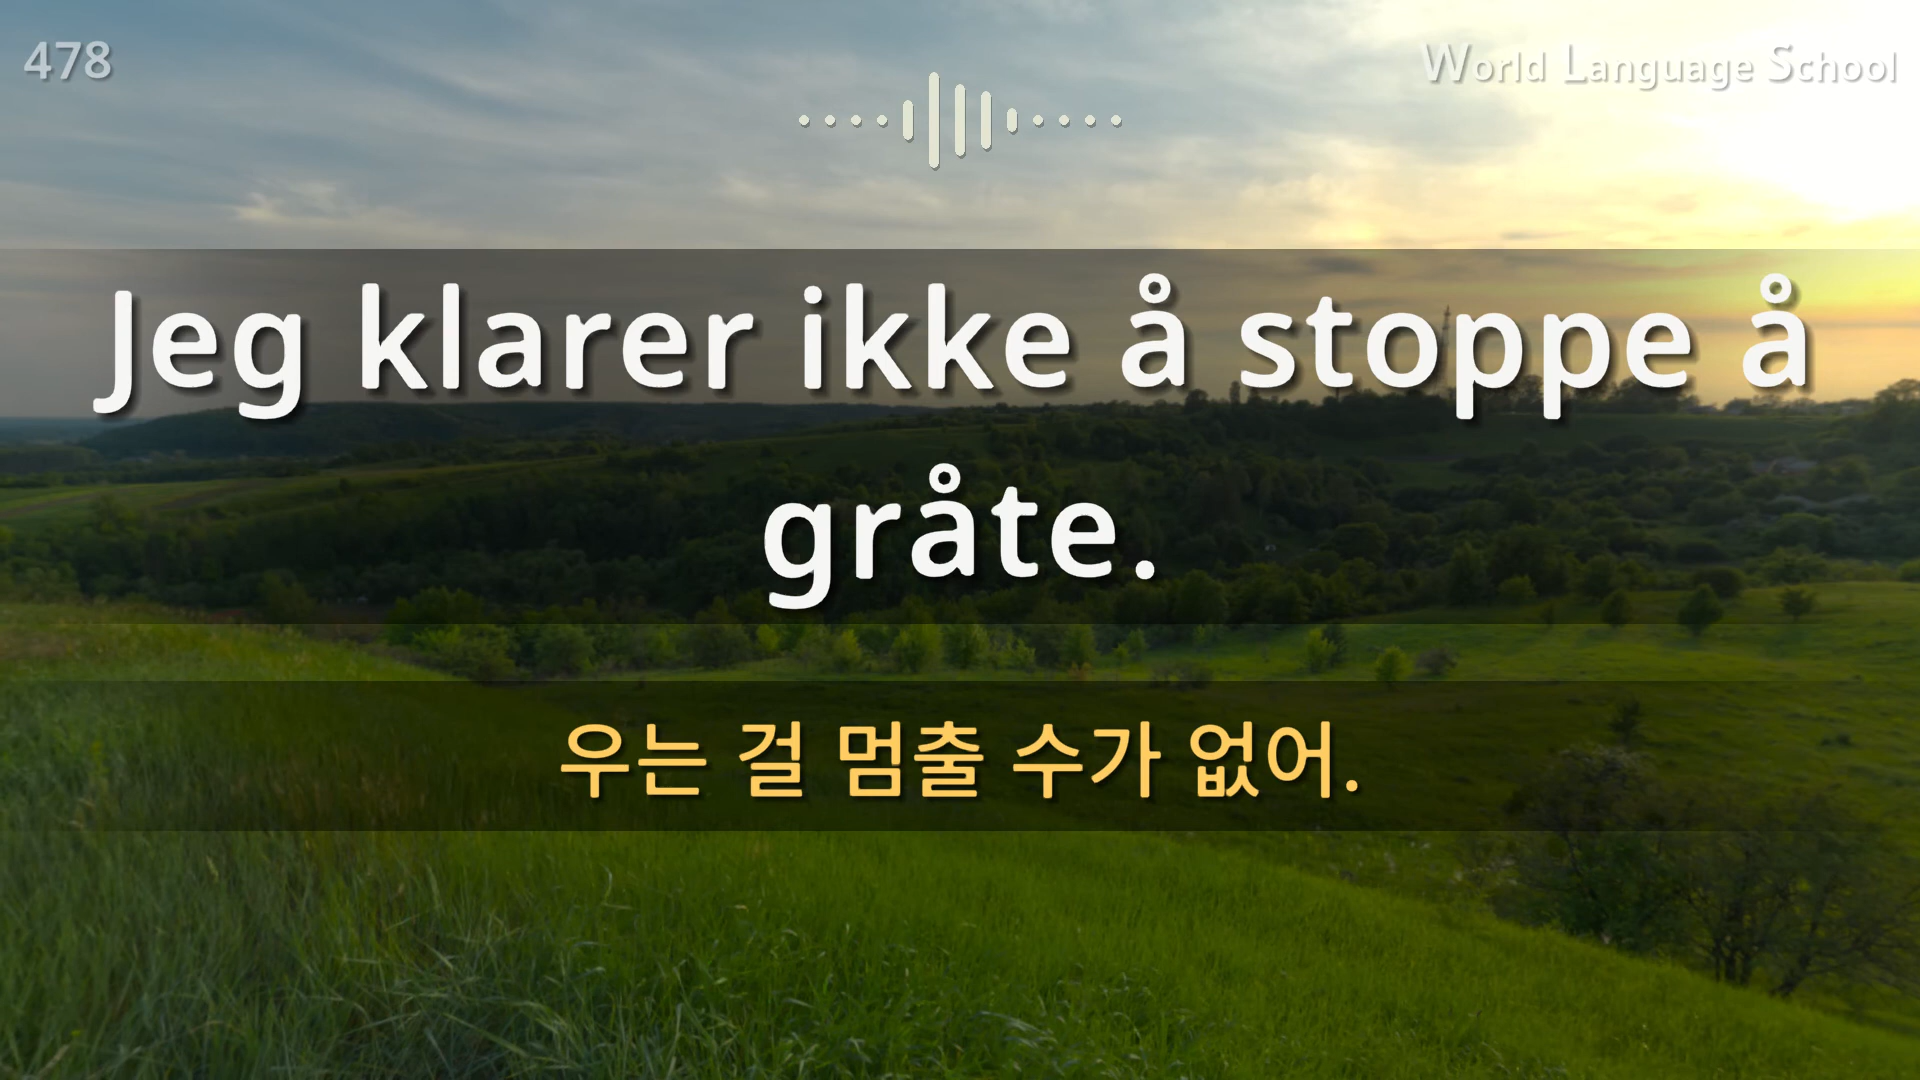 478
World Language School
Jeg klarer ikke å stoppe å
gråte.
우는 걸 멈출 수가 없어.